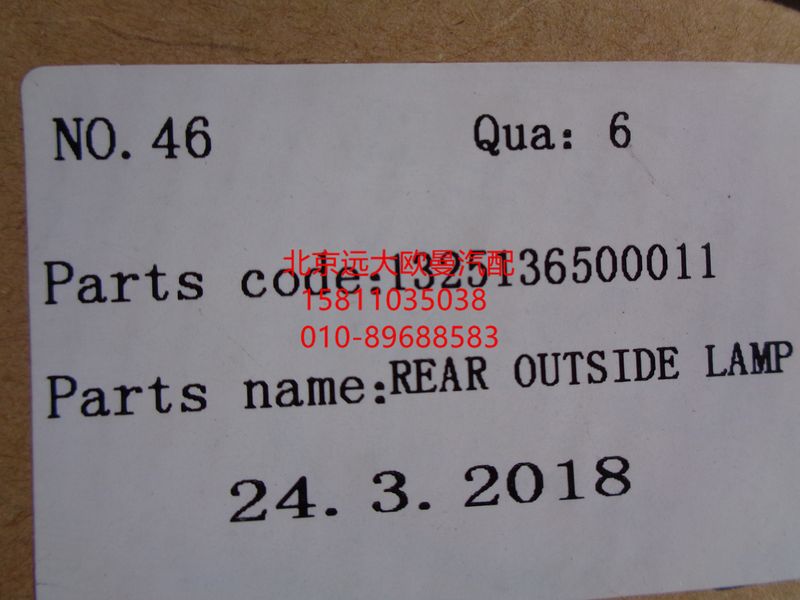 NO. 46 Qua: 6
Parts code:1325136500011
北京远大欧曼汽配
15811035038
010-89688583
Parts name:REAR OUTSIDE LAMP
24. 3. 2018